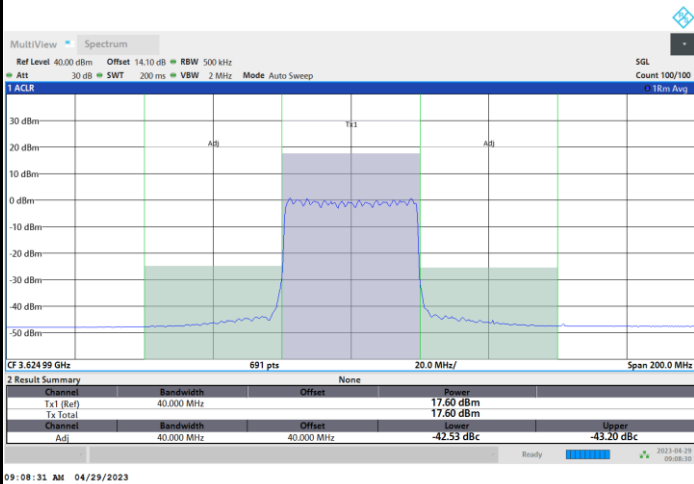 MultiView Spectrum
Ref Level 40.00 dBm Offset 14.10 dB RBW 500 kHz SGL
Att 30 dB SWT 200 ms VBW 2 MHz Mode Auto Sweep Count 100/100
1 ACLR 1Rm Avg
30 dBm
Tx1
20 dBm
Adj Adj
10 dBm
0 dBm
-10 dBm
-20 dBm
-30 dBm
-40 dBm
-50 dBm
CF 3.624 99 GHz 691 pts 20.0 MHz/ Span 200.0 MHz
2 Result Summary None
Channel Bandwidth Offset Power
Tx1 (Ref) 40.000 MHz 17.60 dBm
Tx Total 17.60 dBm
Channel Bandwidth Offset Lower Upper
Adj 40.000 MHz 40.000 MHz -42.53 dBc -43.20 dBc
Ready 2023-04-29
09:08:30
09:08:31 AM 04/29/2023